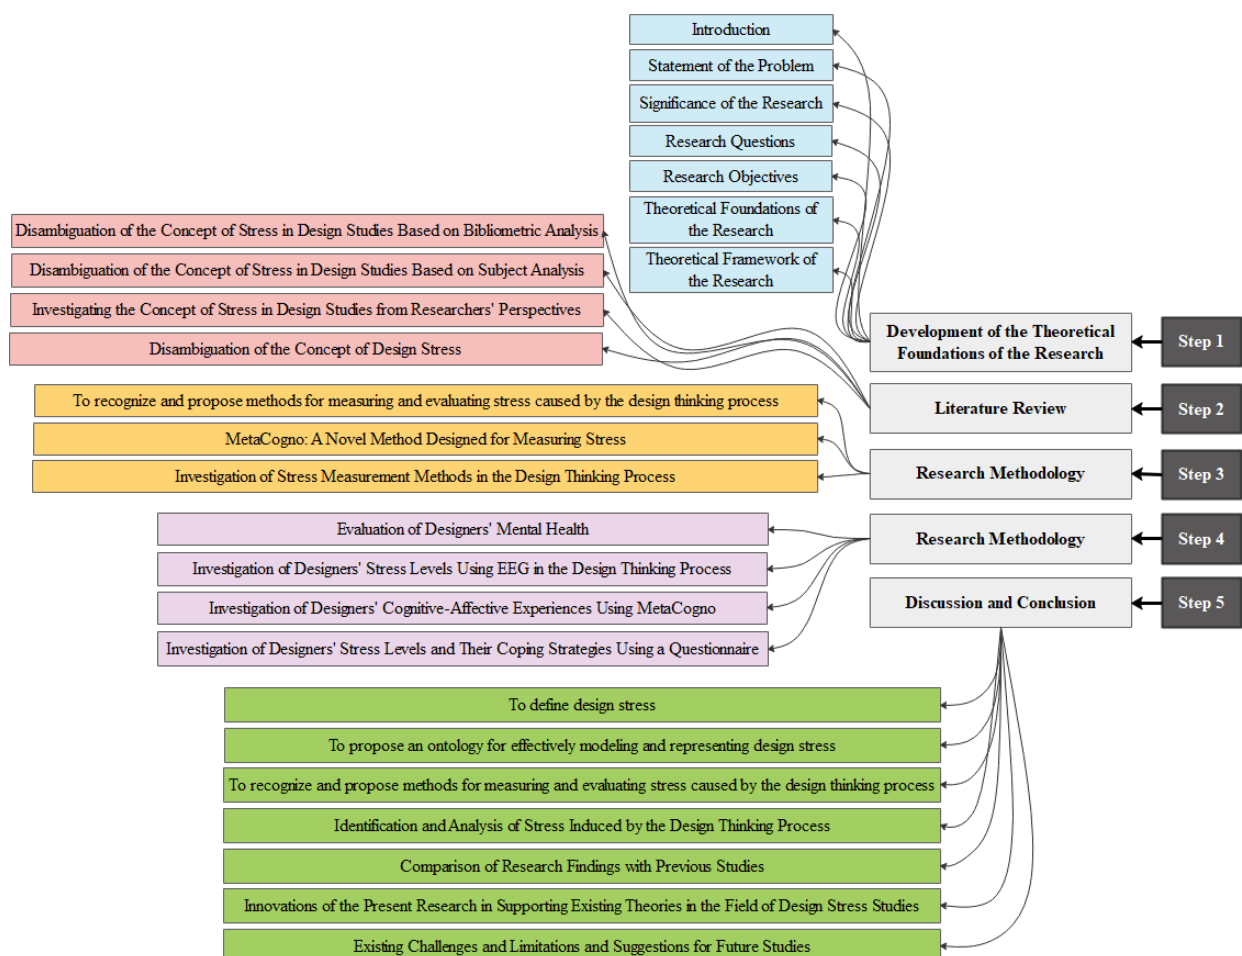 Introduction
Statement of the Problem
Significance of the Research
Research Questions
Research Objectives
Theoretical Foundations of
the Research
Theoretical Framework of
the Research
Development of the Theoretical
Foundations of the Research
Step 1
Disambiguation of the Concept of Stress in Design Studies Based on Bibliometric Analysis
Disambiguation of the Concept of Stress in Design Studies Based on Subject Analysis
Investigating the Concept of Stress in Design Studies from Researchers' Perspectives
Disambiguation of the Concept of Design Stress
Literature Review
Step 2
To recognize and propose methods for measuring and evaluating stress caused by the design thinking process
MetaCogno: A Novel Method Designed for Measuring Stress
Investigation of Stress Measurement Methods in the Design Thinking Process
Research Methodology
Step 3
Evaluation of Designers' Mental Health
Investigation of Designers' Stress Levels Using EEG in the Design Thinking Process
Investigation of Designers' Cognitive-Affective Experiences Using MetaCogno
Investigation of Designers' Stress Levels and Their Coping Strategies Using a Questionnaire
Research Methodology
Step 4
Discussion and Conclusion
Step 5
To define design stress
To propose an ontology for effectively modeling and representing design stress
To recognize and propose methods for measuring and evaluating stress caused by the design thinking process
Identification and Analysis of Stress Induced by the Design Thinking Process
Comparison of Research Findings with Previous Studies
Innovations of the Present Research in Supporting Existing Theories in the Field of Design Stress Studies
Existing Challenges and Limitations and Suggestions for Future Studies